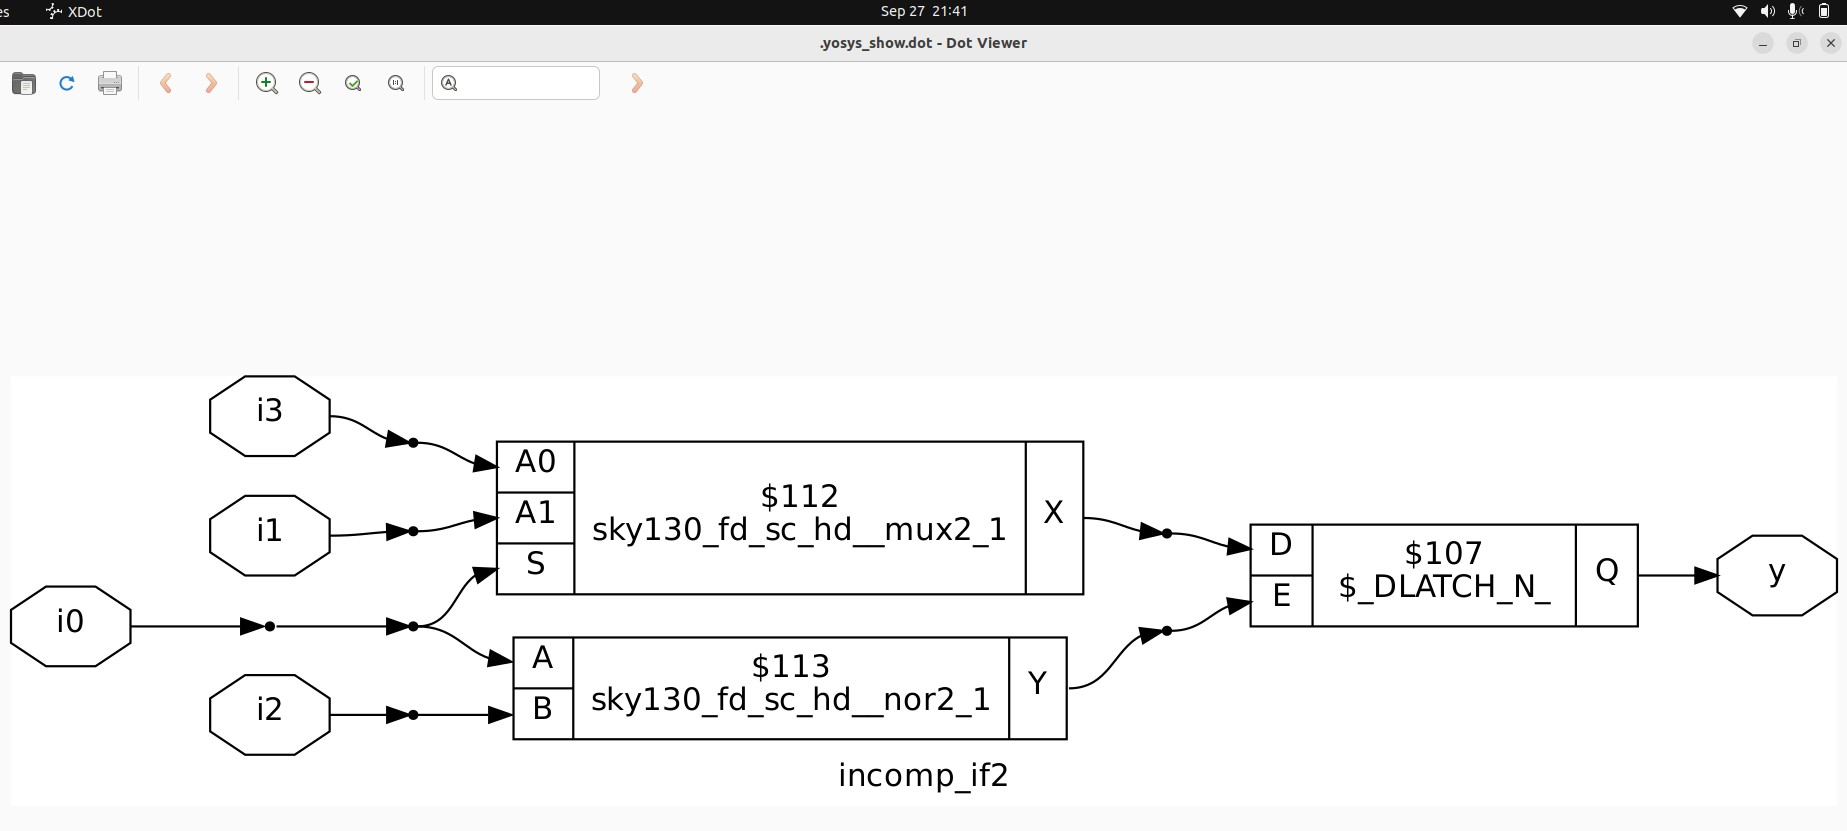 es XDot Sep 27 21:41
.yosys_show.dot - Dot Viewer
i3
i1
i0
i2
A0
A1
S
$112
sky130_fd_sc_hd__mux2_1
X
A
B
$113
sky130_fd_sc_hd__nor2_1
Y
D
E
$107
$_DLATCH_N_
Q
y
incomp_if2